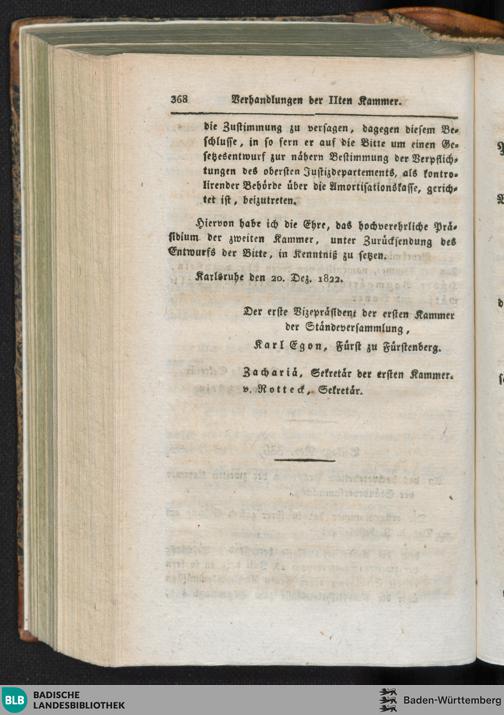 368 Verhandlungen der IIten Kammer.
die Zustimmung zu versagen, dagegen diesem Be-
schlusse, in so fern er auf die Bitte um einen Ge-
setzesentwurf zur nähern Bestimmung der Verpflich-
tungen des obersten Justizdepartements, als kontro-
lirender Behörde über die Amortisationskasse, gerich-
tet ist, beizutreten.
Hiervon habe ich die Ehre, das hochverehrliche Prä-
sidium der zweiten Kammer, unter Zurücksendung des
Entwurfs der Bitte, in Kenntniß zu setzen.
Karlsruhe den 20. Dez. 1822.
Der erste Vizepräsident der ersten Kammer
der Ständeversammlung,
Karl Egon, Fürst zu Fürstenberg.
Zachariä, Sekretär der ersten Kammer.
v. Rotteck, Sekretär.
BLB BADISCHE
LANDESBIBLIOTHEK
Baden-Württemberg